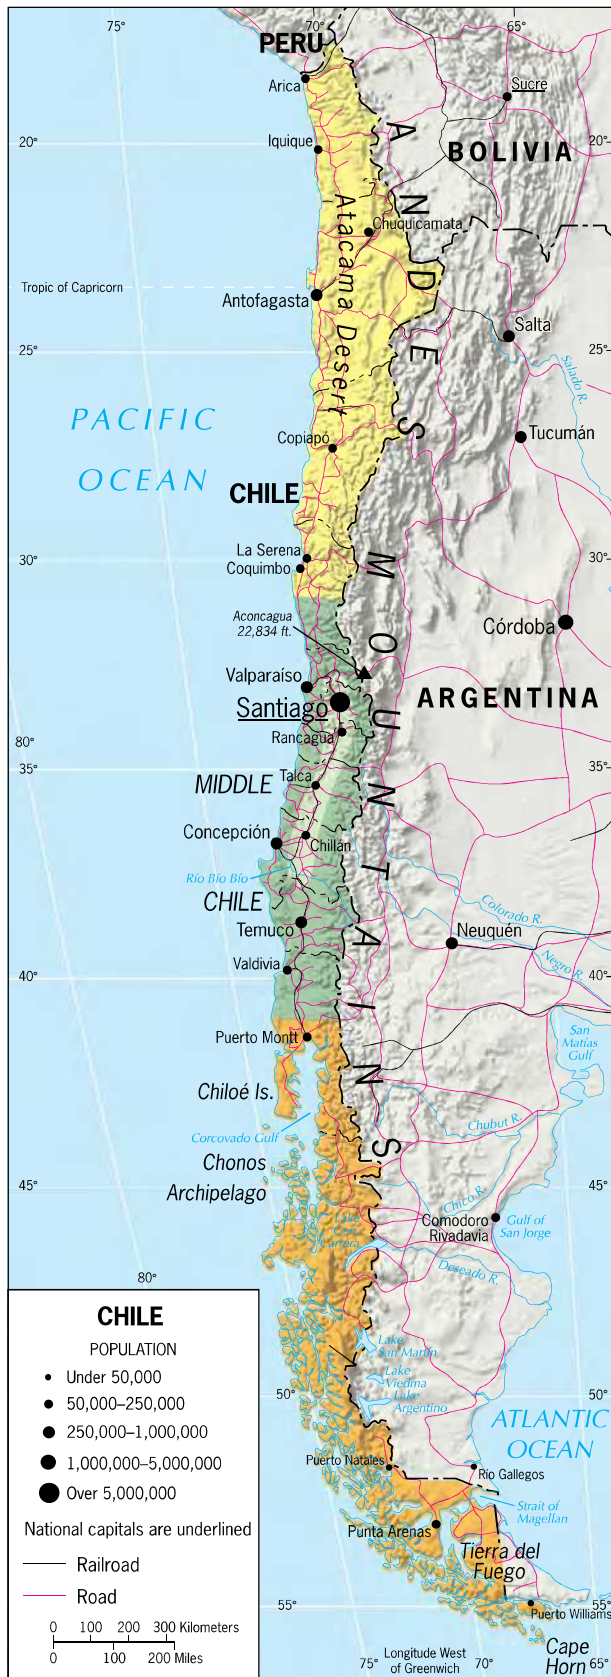 75°
70°
65°
PERU
Arica
Sucre
20°
20°
Iquique
BOLIVIA
Chuquicamata
Atacama Desert
Tropic of Capricorn
Antofagasta
Salta
25°
25°
Salado R.
PACIFIC
OCEAN
Copiapó
Tucumán
CHILE
ANDES MOUNTAINS
30°
30°
La Serena
Coquimbo
Aconcagua
22,834 ft.
Córdoba
Valparaíso
Santiago
ARGENTINA
Rancagua
80°
35°
35°
MIDDLE
Talca
Concepción
Chillán
Río Bío Bío
CHILE
Colorado R.
Temuco
Neuquén
Negro R.
Valdivia
40°
40°
Puerto Montt
San
Matías
Gulf
Chiloé Is.
Corcovado Gulf
Chubut R.
Chonos
Archipelago
45°
45°
Chico R.
Comodoro
Rivadavia
Gulf of
San Jorge
Lake
Gen.
Carrera
Deseado R.
80°
Lake
San Martín
Lake
Viedma
Lake
Argentino
50°
50°
ATLANTIC
OCEAN
Puerto Natales
Río Gallegos
Strait of
Magellan
Punta Arenas
Tierra del
Fuego
55°
55°
Puerto Williams
Cape
Horn
75°
Longitude West
of Greenwich
70°
65°
CHILE
POPULATION
Under 50,000
50,000–250,000
250,000–1,000,000
1,000,000–5,000,000
Over 5,000,000
National capitals are underlined
Railroad
Road
0 100 200 300 Kilometers
0 100 200 Miles